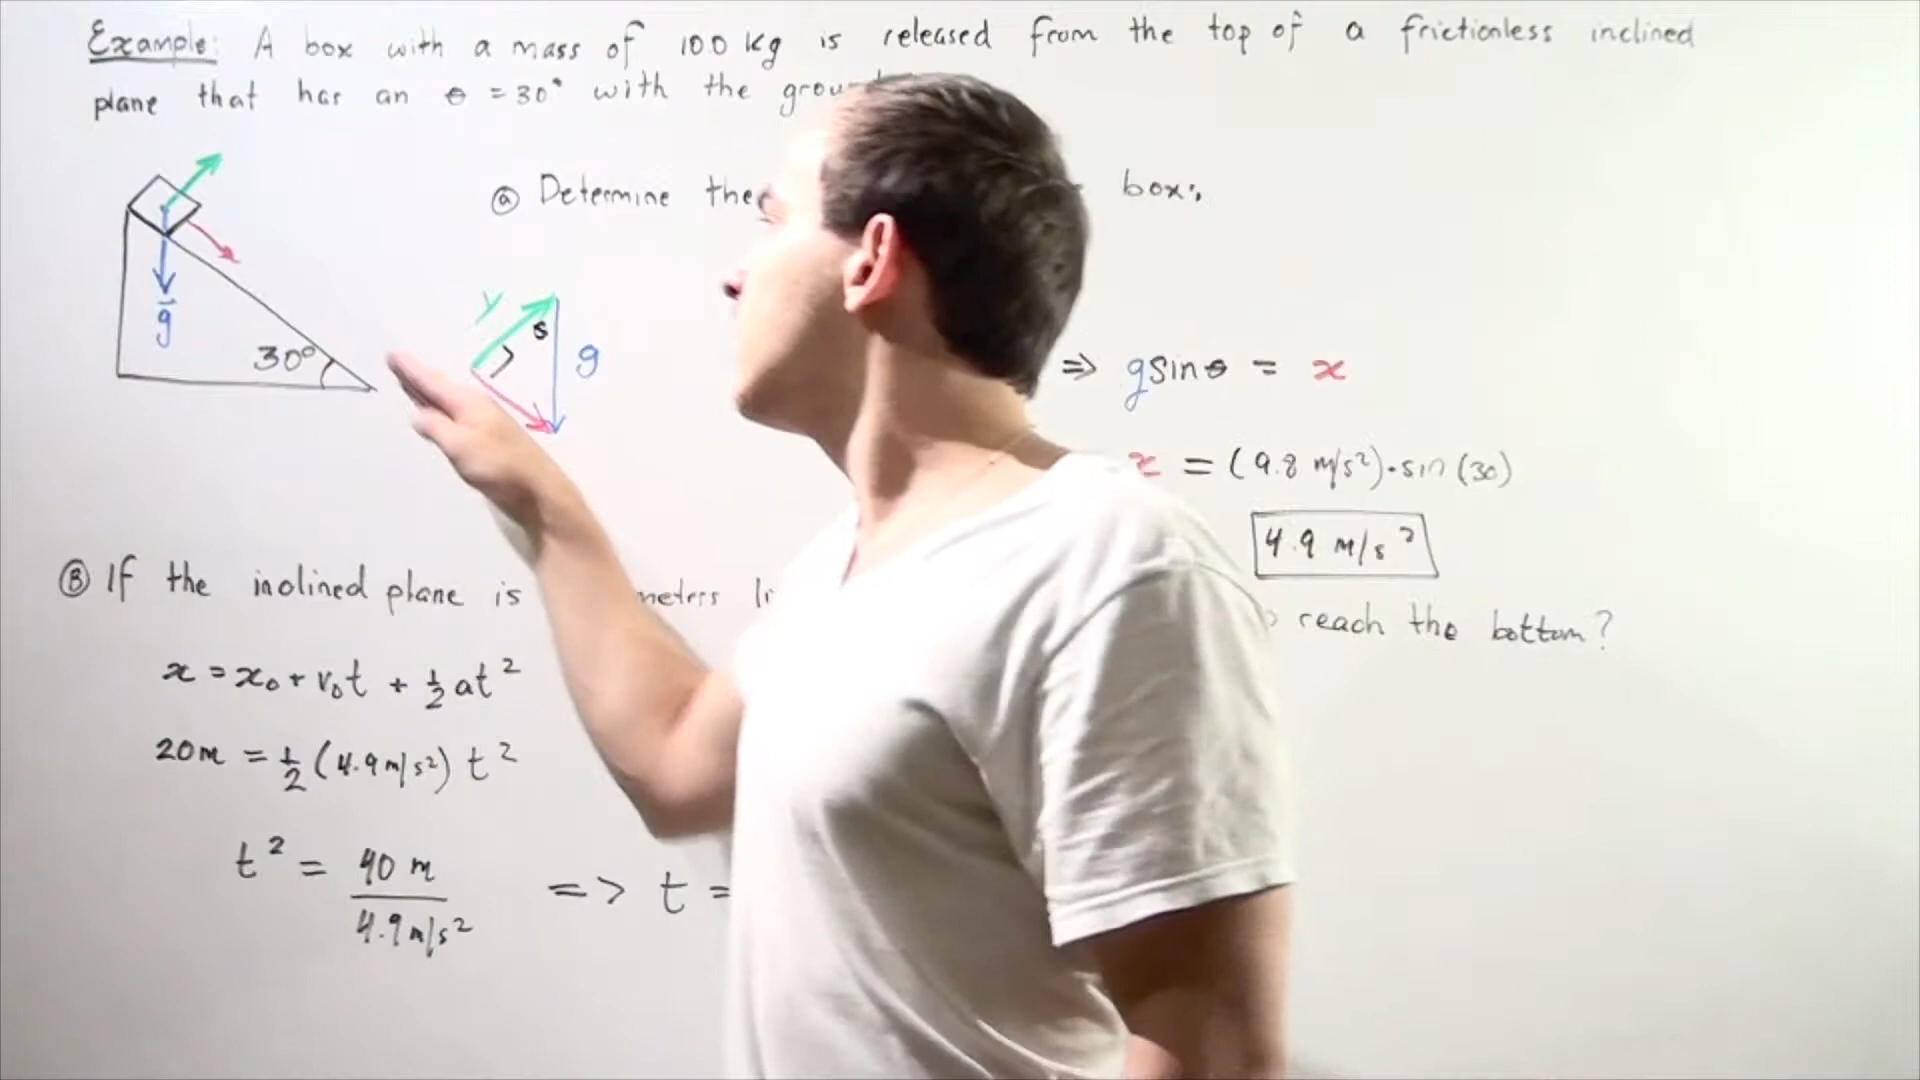 Example: A box with a mass of 10.0 kg is released from the top of a frictionless inclined
plane that has an θ = 30° with the
ⓐ Determine the box:
g
30°
y
g
⇒ gsinθ = x
x = (9.8 m/s²)·sin(30)
4.9 m/s²
Ⓑ If the inclined plane is meters reach the bottom?
x = x₀ + v₀t + ½at²
20m = ½(4.9m/s²)t²
t² = 40 m / 4.9m/s² => t =